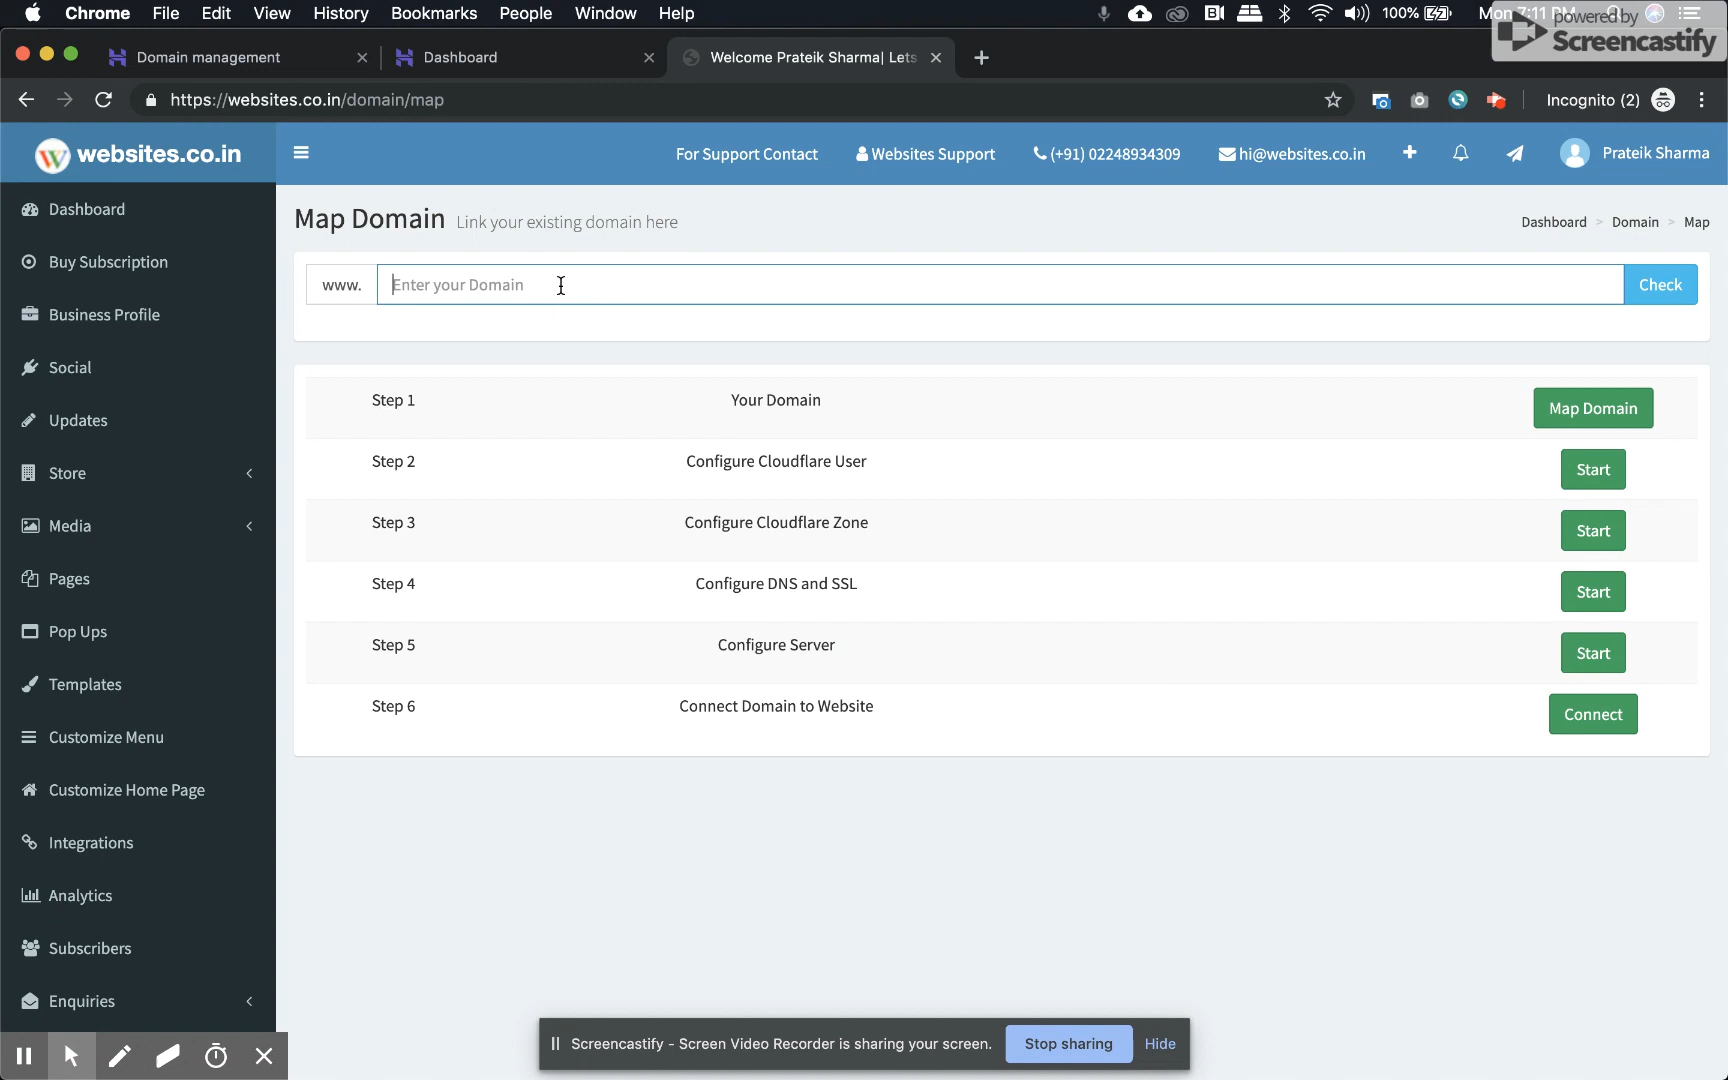 Chrome File Edit View History Bookmarks People Window Help 100% Mon 7:11 PM
powered by
Screencastify
Domain management Dashboard Welcome Prateik Sharma| Lets
https://websites.co.in/domain/map Incognito (2)
websites.co.in For Support Contact Websites Support (+91) 02248934309 hi@websites.co.in Prateik Sharma
Dashboard
Buy Subscription
Business Profile
Social
Updates
Store
Media
Pages
Pop Ups
Templates
Customize Menu
Customize Home Page
Integrations
Analytics
Subscribers
Enquiries
Map Domain Link your existing domain here Dashboard > Domain > Map
www. Enter your Domain Check
Step 1 Your Domain Map Domain
Step 2 Configure Cloudflare User Start
Step 3 Configure Cloudflare Zone Start
Step 4 Configure DNS and SSL Start
Step 5 Configure Server Start
Step 6 Connect Domain to Website Connect
Screencastify - Screen Video Recorder is sharing your screen. Stop sharing Hide